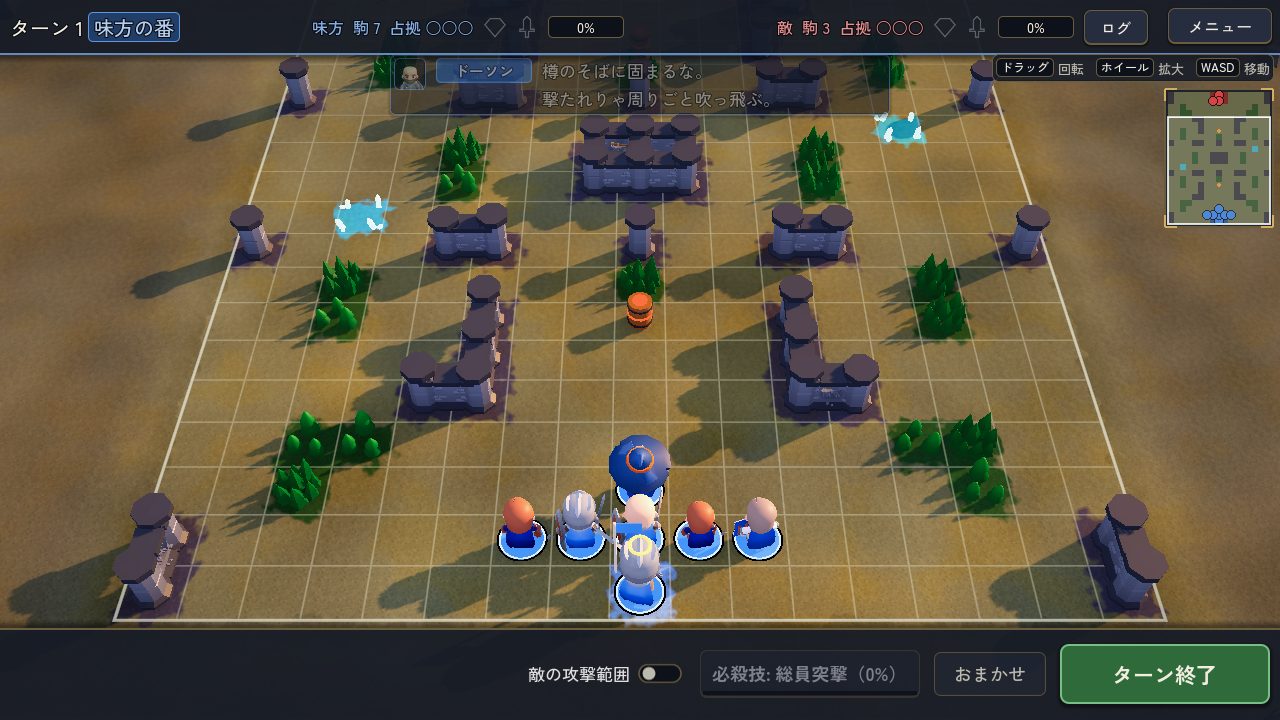 ターン 1 味方の番
味方 駒 7 占拠 〇〇〇 0%
敵 駒 3 占拠 〇〇〇 0%
ログ
メニュー
ドラッグ 回転 ホイール 拡大 WASD 移動
ドーソン
樽のそばに固まるな。
撃たれりゃ周りごと吹っ飛ぶ。
敵の攻撃範囲
必殺技: 総員突撃（0%）
おまかせ
ターン終了